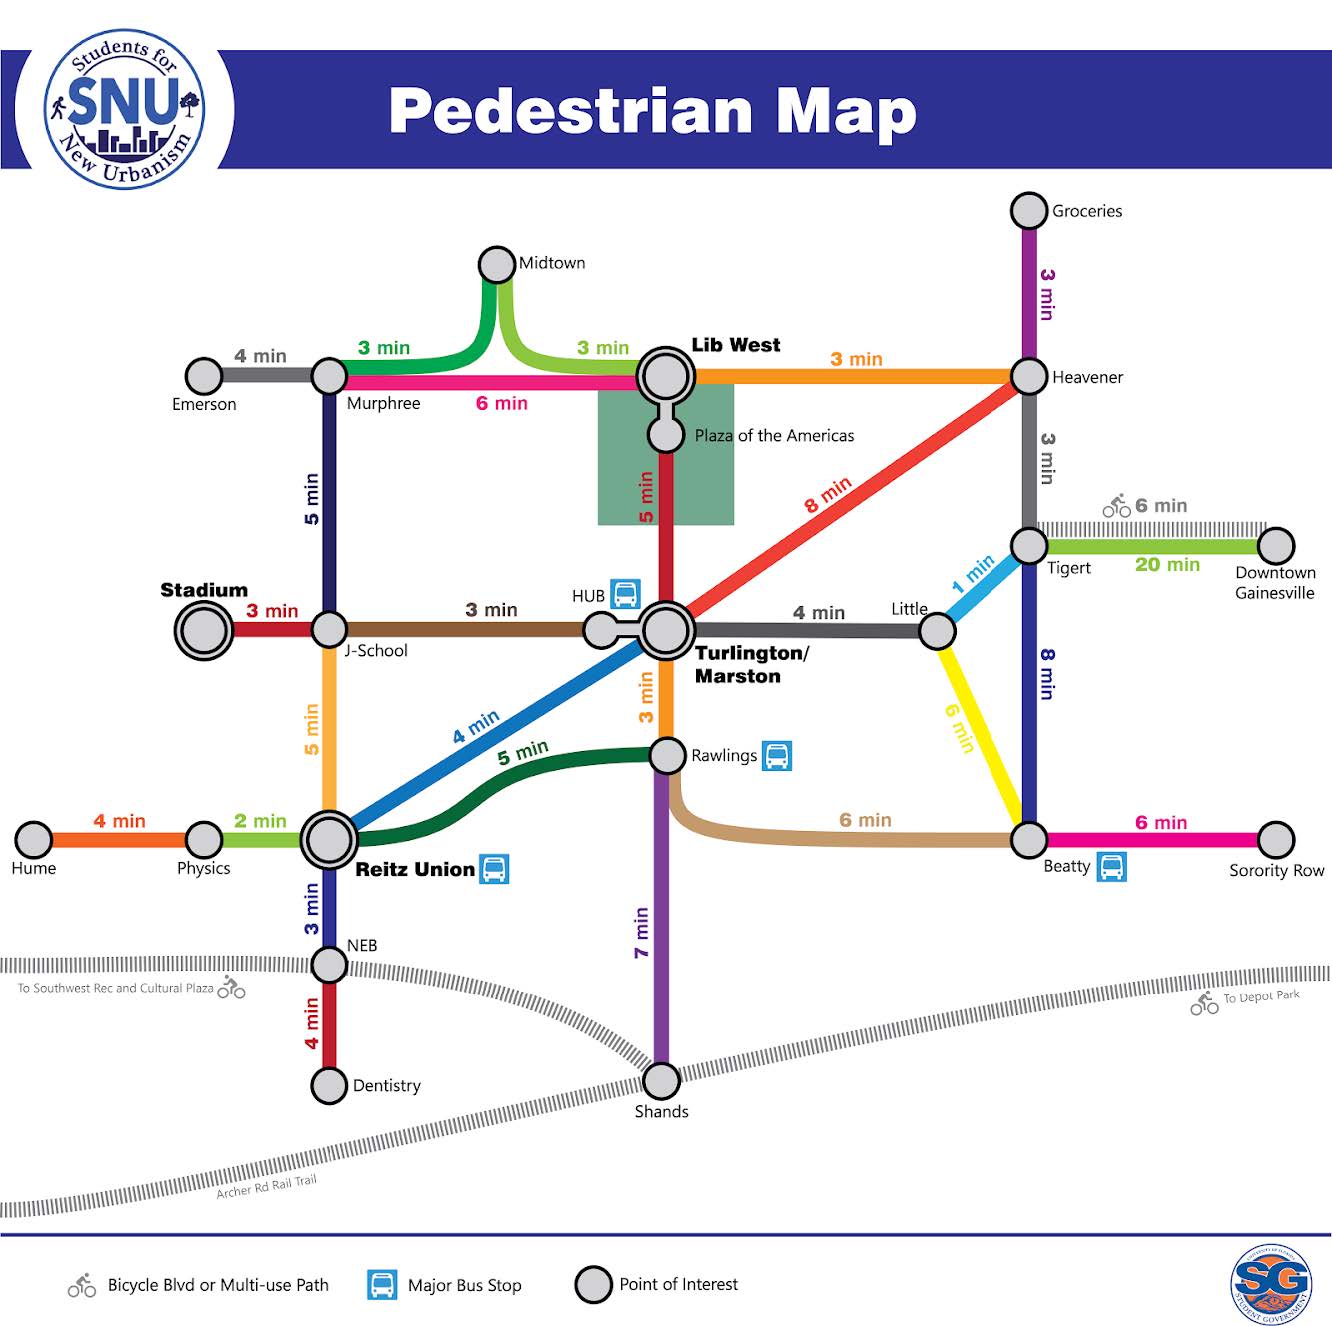 Students for
SNU
New Urbanism
Pedestrian Map
Groceries
3 min
Midtown
Lib West
4 min
3 min
3 min
3 min
Heavener
Emerson
Murphree
6 min
Plaza of the Americas
3 min
5 min
5 min
8 min
6 min
20 min
Tigert
Downtown
Gainesville
1 min
HUB
Stadium
3 min
3 min
4 min
Little
J-School
Turlington/
Marston
8 min
5 min
3 min
4 min
6 min
5 min
Rawlings
4 min
2 min
6 min
6 min
Hume
Physics
Reitz Union
Beatty
Sorority Row
3 min
7 min
NEB
To Southwest Rec and Cultural Plaza
To Depot Park
4 min
Dentistry
Shands
Archer Rd Rail Trail
Bicycle Blvd or Multi-use Path
Major Bus Stop
Point of Interest
UNIVERSITY OF FLORIDA
SG
STUDENT GOVERNMENT